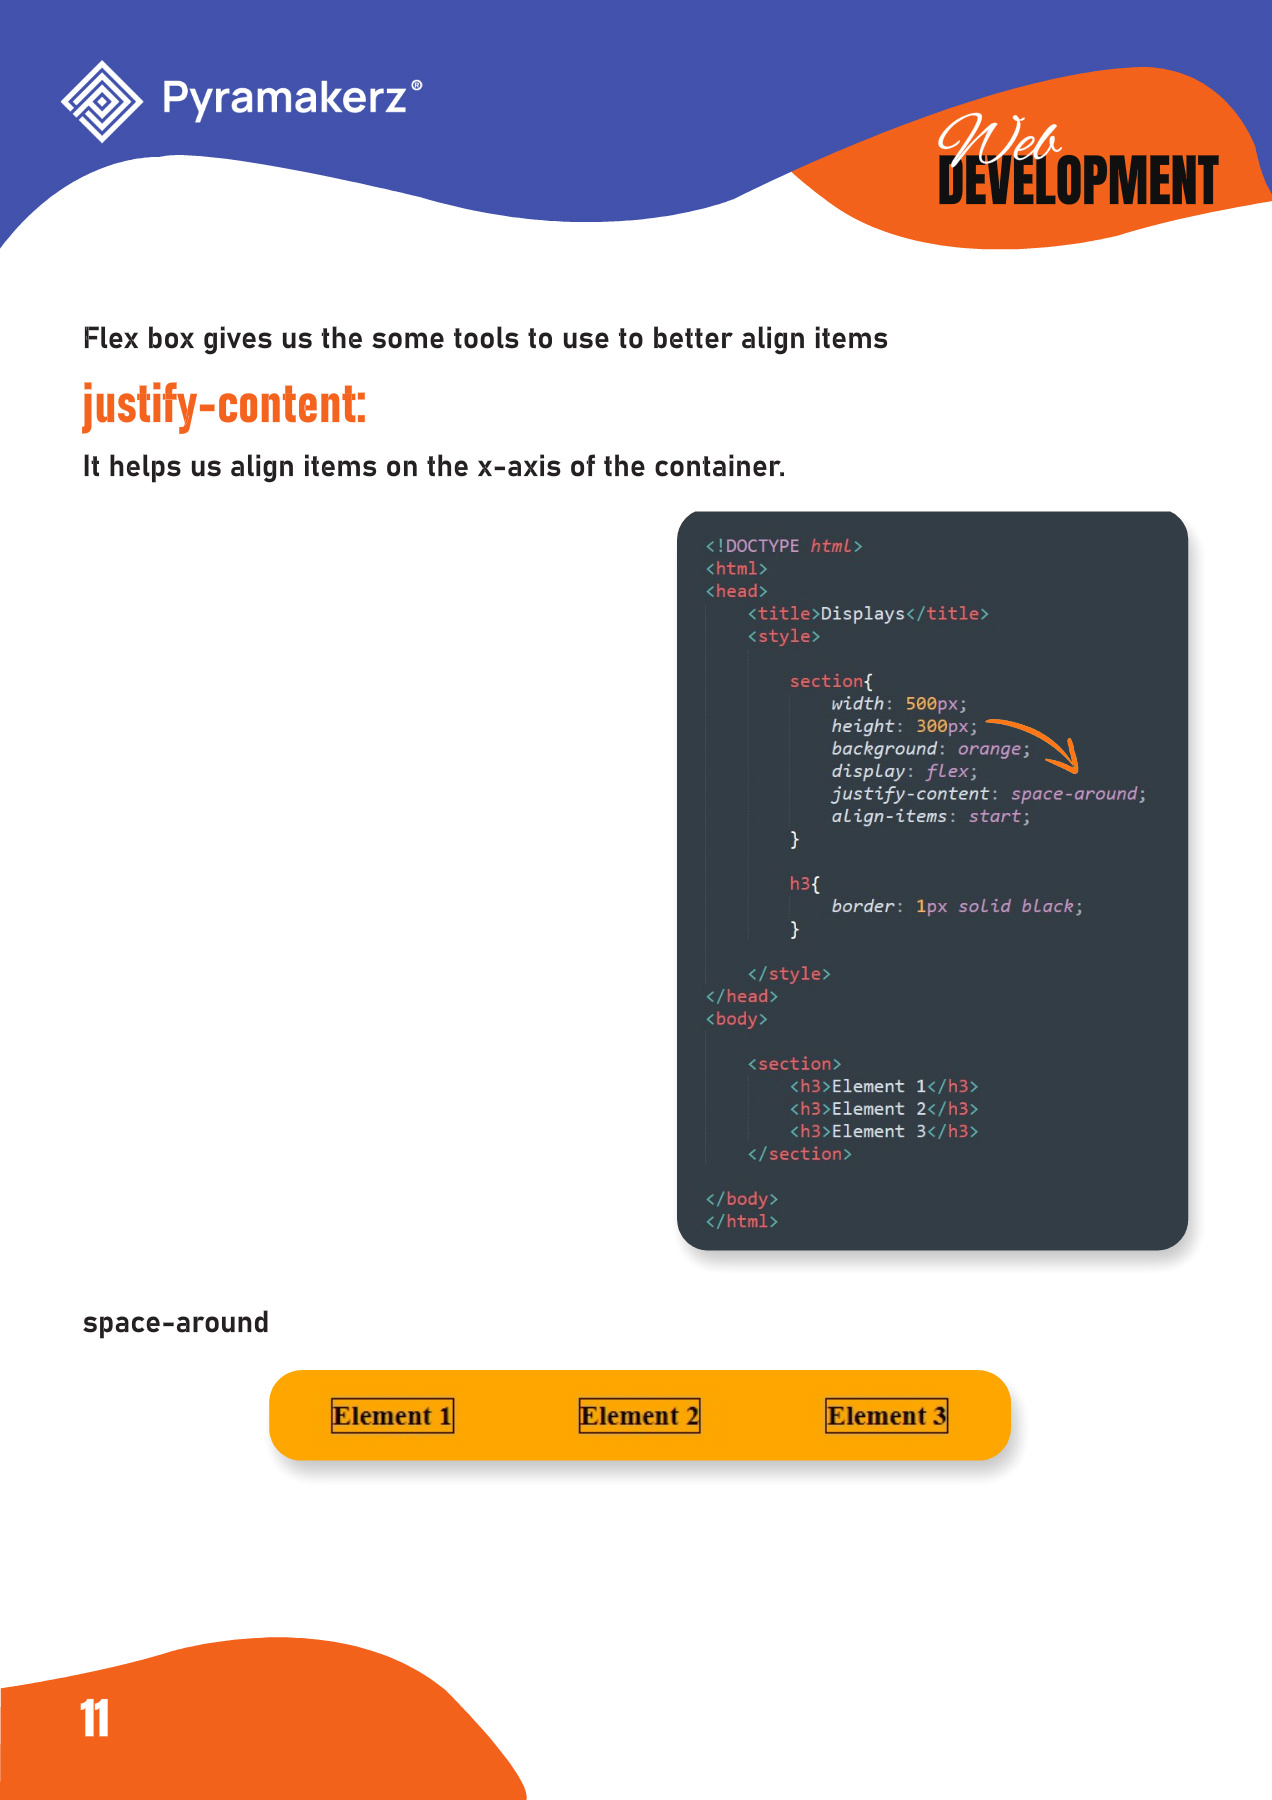 Pyramakerz®
Web
DEVELOPMENT
Flex box gives us the some tools to use to better align items
justify-content:
It helps us align items on the x-axis of the container.
<!DOCTYPE html>
<html>
<head>
    <title>Displays</title>
    <style>

        section{
            width: 500px;
            height: 300px;
            background: orange;
            display: flex;
            justify-content: space-around;
            align-items: start;
        }

        h3{
            border: 1px solid black;
        }

    </style>
</head>
<body>

    <section>
        <h3>Element 1</h3>
        <h3>Element 2</h3>
        <h3>Element 3</h3>
    </section>

</body>
</html>
space-around
Element 1 Element 2 Element 3
11